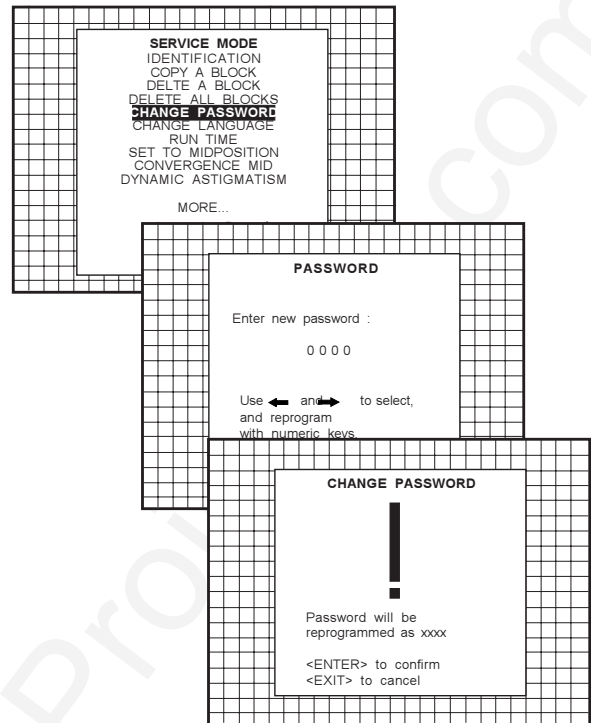 SERVICE MODE
IDENTIFICATION
COPY A BLOCK
DELTE A BLOCK
DELETE ALL BLOCKS
CHANGE PASSWORD
CHANGE LANGUAGE
RUN TIME
SET TO MIDPOSITION
CONVERGENCE MID
DYNAMIC ASTIGMATISM
MORE...
PASSWORD
Enter new password :
0 0 0 0
Use and to select,
and reprogram
with numeric keys.
CHANGE PASSWORD
!
Password will be
reprogrammed as xxxx
<ENTER> to confirm
<EXIT> to cancel